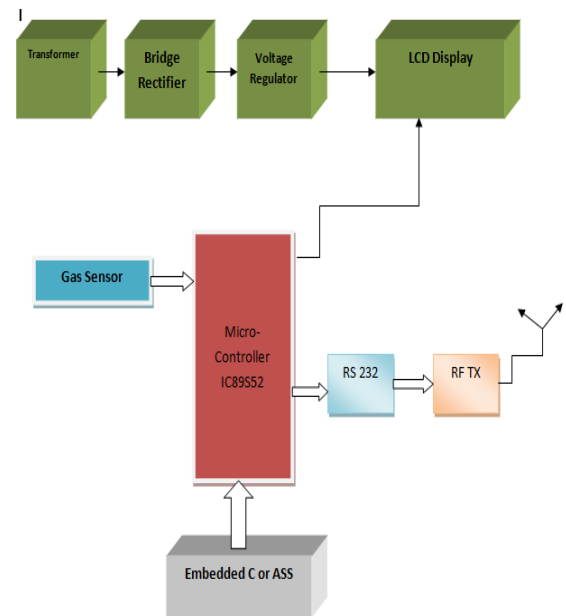 I
Transformer
Bridge
Rectifier
Voltage
Regulator
LCD Display
Gas Sensor
Micro-
Controller
IC89S52
RS 232
RF TX
Embedded C or ASS